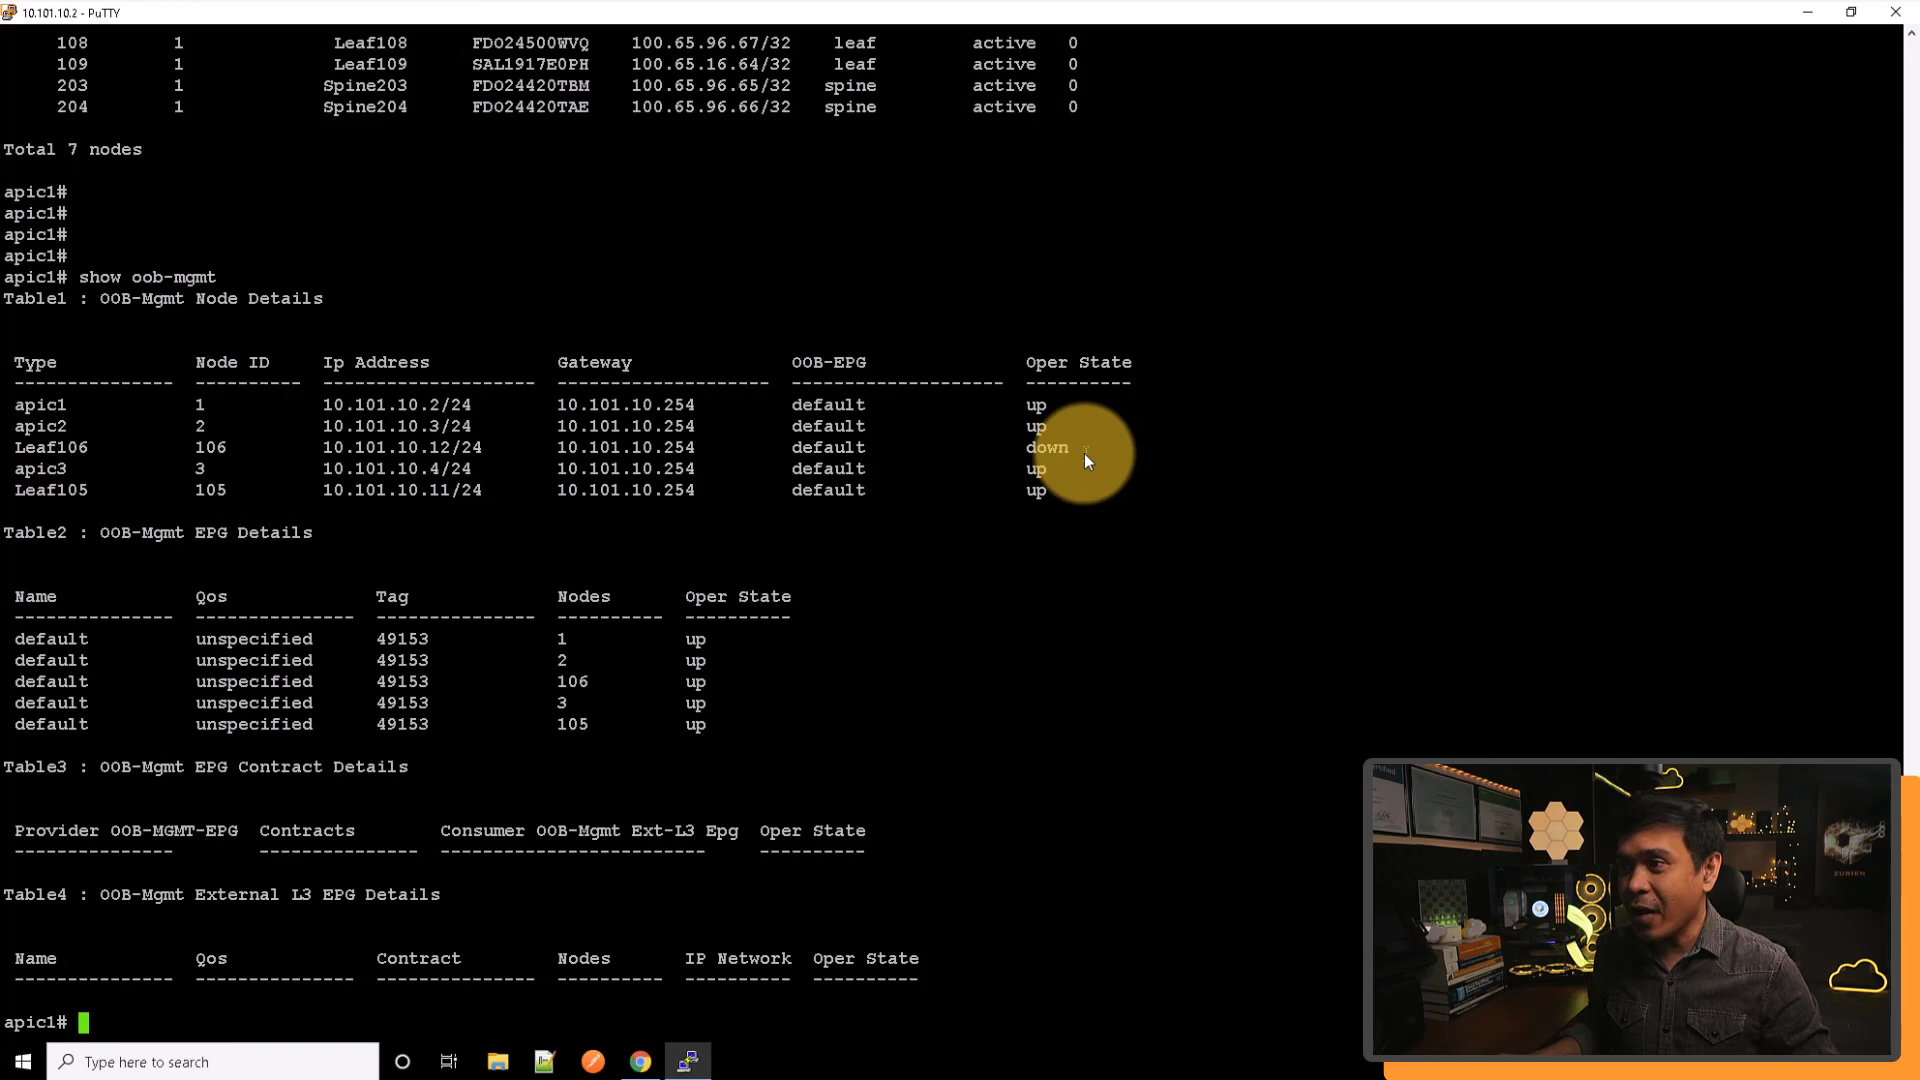 10.101.10.2 - PuTTY
108 1 Leaf108 FDO24500WVQ 100.65.96.67/32 leaf active 0
109 1 Leaf109 SAL1917E0PH 100.65.16.64/32 leaf active 0
203 1 Spine203 FDO24420TBM 100.65.96.65/32 spine active 0
204 1 Spine204 FDO24420TAE 100.65.96.66/32 spine active 0
Total 7 nodes
apic1#
apic1#
apic1#
apic1#
apic1# show oob-mgmt
Table1 : OOB-Mgmt Node Details
Type Node ID Ip Address Gateway OOB-EPG Oper State
--------------- ---------- -------------------- -------------------- -------------------- ----------
apic1 1 10.101.10.2/24 10.101.10.254 default up
apic2 2 10.101.10.3/24 10.101.10.254 default up
Leaf106 106 10.101.10.12/24 10.101.10.254 default down
apic3 3 10.101.10.4/24 10.101.10.254 default up
Leaf105 105 10.101.10.11/24 10.101.10.254 default up
Table2 : OOB-Mgmt EPG Details
Name Qos Tag Nodes Oper State
--------------- --------------- --------------- ---------- ----------
default unspecified 49153 1 up
default unspecified 49153 2 up
default unspecified 49153 106 up
default unspecified 49153 3 up
default unspecified 49153 105 up
Table3 : OOB-Mgmt EPG Contract Details
Provider OOB-MGMT-EPG Contracts Consumer OOB-Mgmt Ext-L3 Epg Oper State
--------------- --------------- ------------------------- ----------
Table4 : OOB-Mgmt External L3 EPG Details
Name Qos Contract Nodes IP Network Oper State
--------------- --------------- --------------- ---------- ---------- ----------
apic1#
Type here to search
ZUBIEN